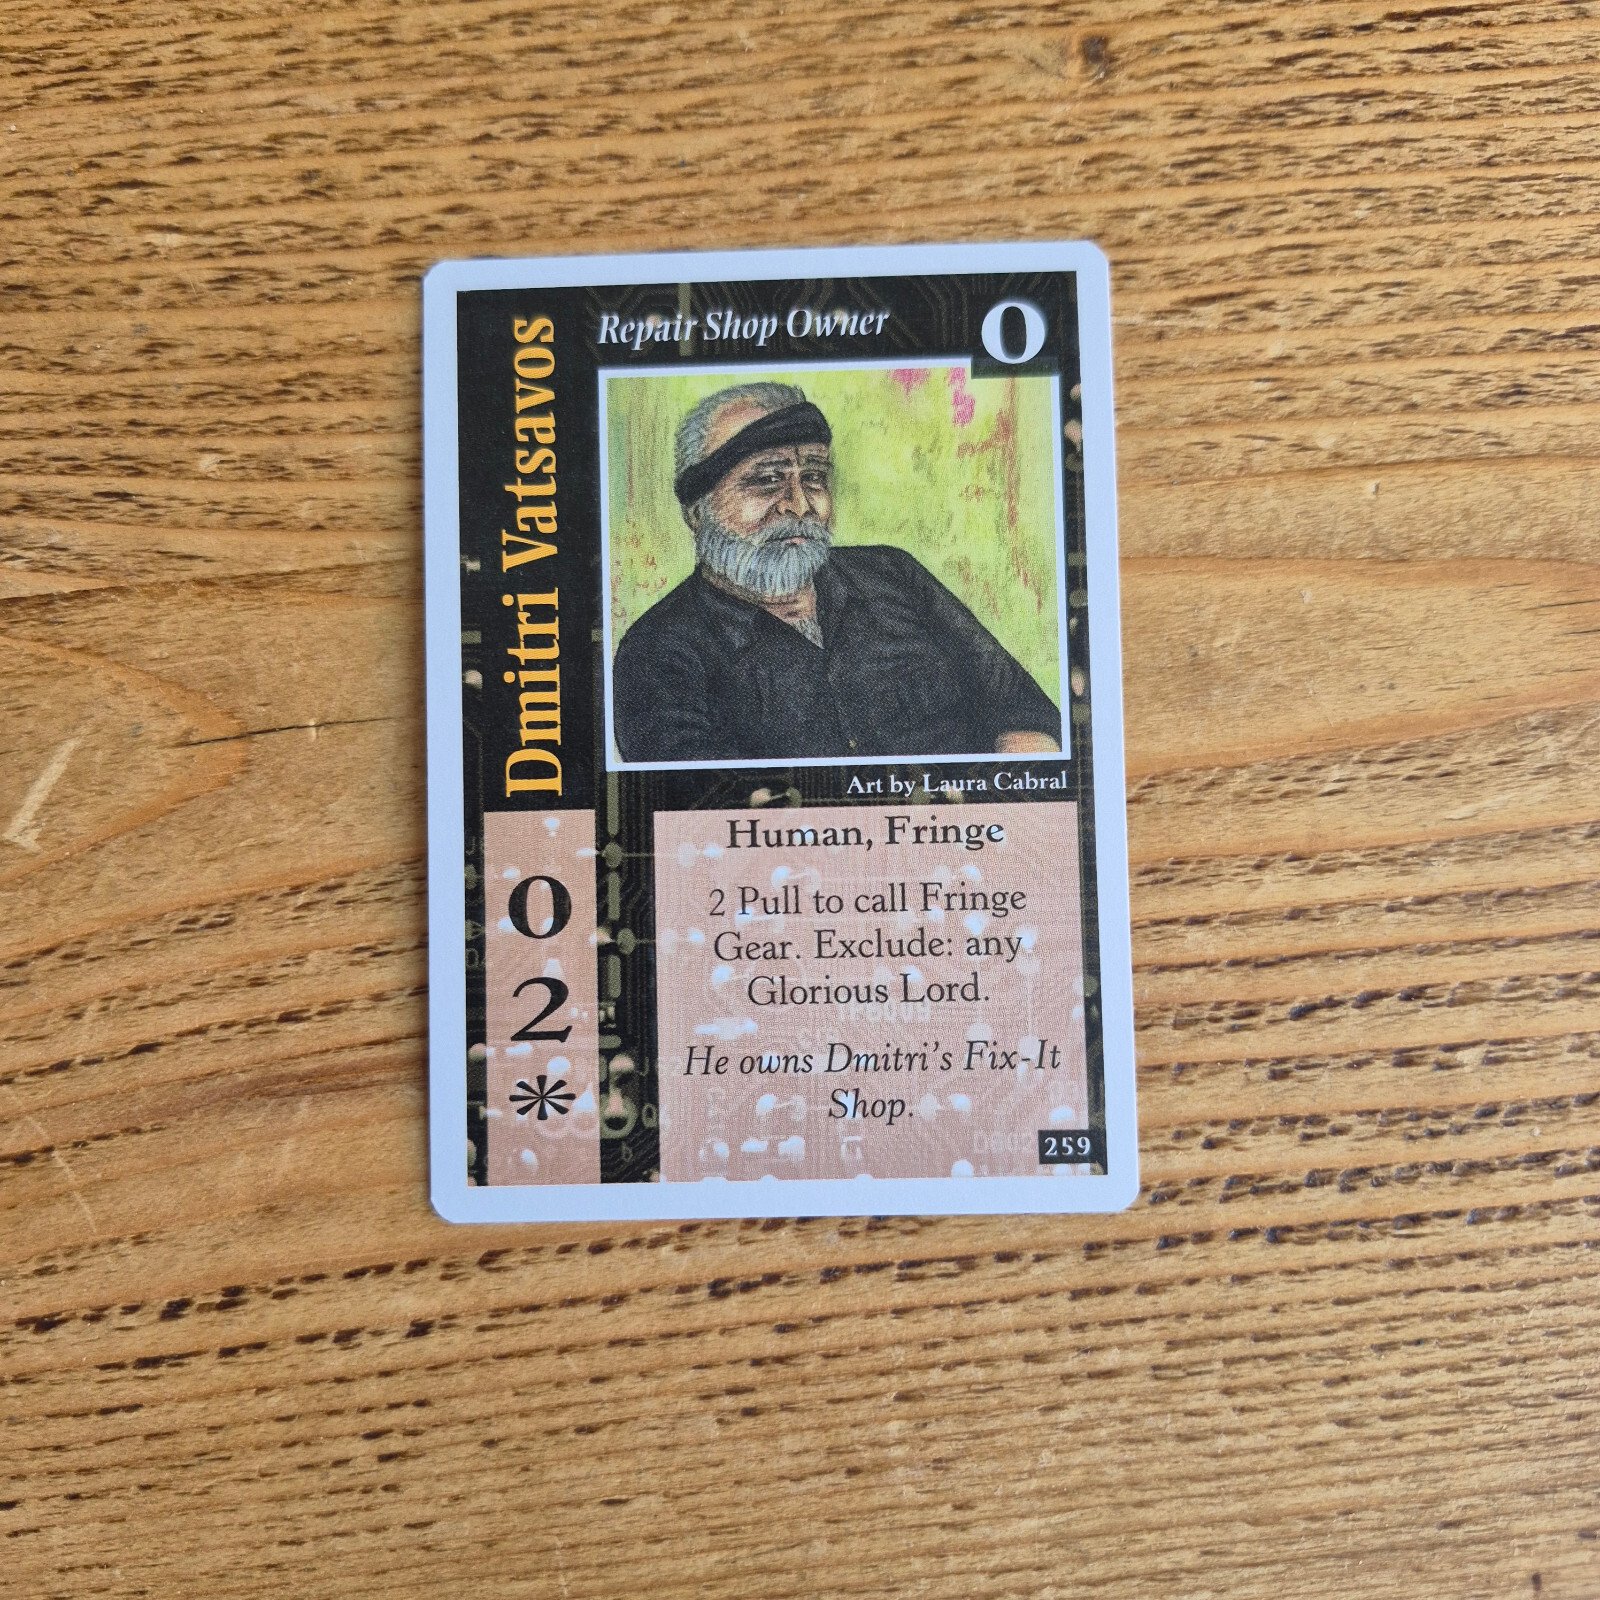 Repair Shop Owner
0
Dmitri Vatsavos
Art by Laura Cabral
Human, Fringe
2 Pull to call Fringe
Gear. Exclude: any
Glorious Lord.
He owns Dmitri's Fix-It
Shop.
0
2
259